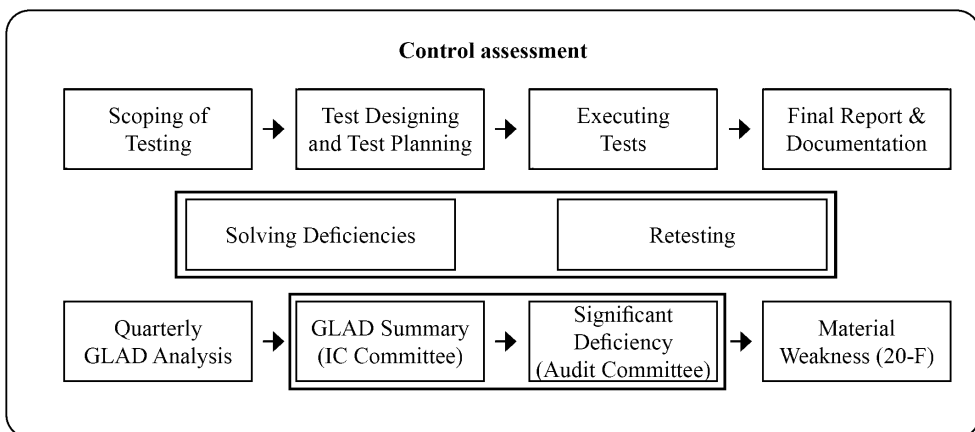 Control assessment
Scoping of
Testing
Test Designing
and Test Planning
Executing
Tests
Final Report &
Documentation
Solving Deficiencies
Retesting
Quarterly
GLAD Analysis
GLAD Summary
(IC Committee)
Significant
Deficiency
(Audit Committee)
Material
Weakness (20-F)